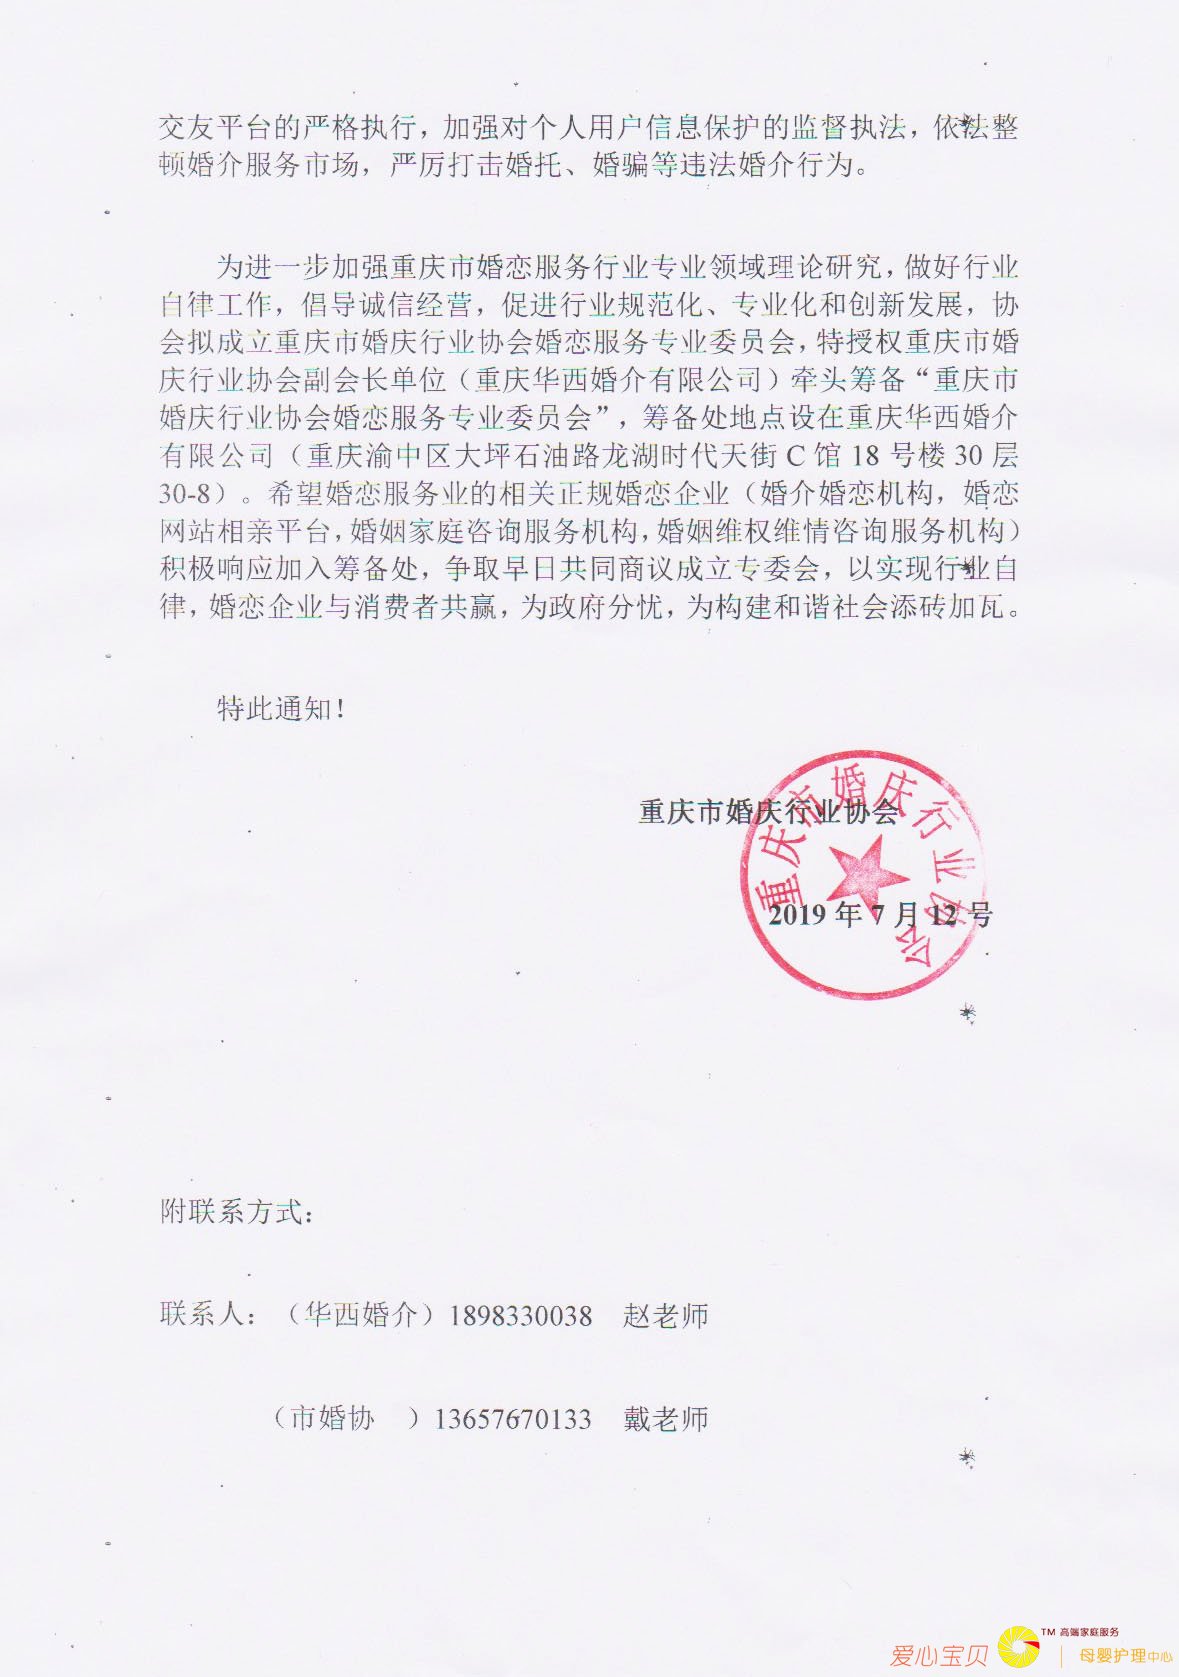 交友平台的严格执行，加强对个人用户信息保护的监督执法，依法整
顿婚介服务市场，严厉打击婚托、婚骗等违法婚介行为。
为进一步加强重庆市婚恋服务行业专业领域理论研究，做好行业
自律工作，倡导诚信经营，促进行业规范化、专业化和创新发展，协
会拟成立重庆市婚庆行业协会婚恋服务专业委员会，特授权重庆市婚
庆行业协会副会长单位（重庆华西婚介有限公司）牵头筹备“重庆市
婚庆行业协会婚恋服务专业委员会”，筹备处地点设在重庆华西婚介
有限公司（重庆渝中区大坪石油路龙湖时代天街 C 馆 18 号楼 30 层
30-8）。希望婚恋服务业的相关正规婚恋企业（婚介婚恋机构，婚恋
网站相亲平台，婚姻家庭咨询服务机构，婚姻维权维情咨询服务机构）
积极响应加入筹备处，争取早日共同商议成立专委会，以实现行业自
律，婚恋企业与消费者共赢，为政府分忧，为构建和谐社会添砖加瓦。
特此通知！
重庆市婚庆行业协会
重庆市婚庆行业协会
2019 年 7 月 12 号
附联系方式：
联系人：（华西婚介）1898330038 赵老师
（市婚协 ）13657670133 戴老师
爱心宝贝 TM 高端家庭服务 母婴护理中心